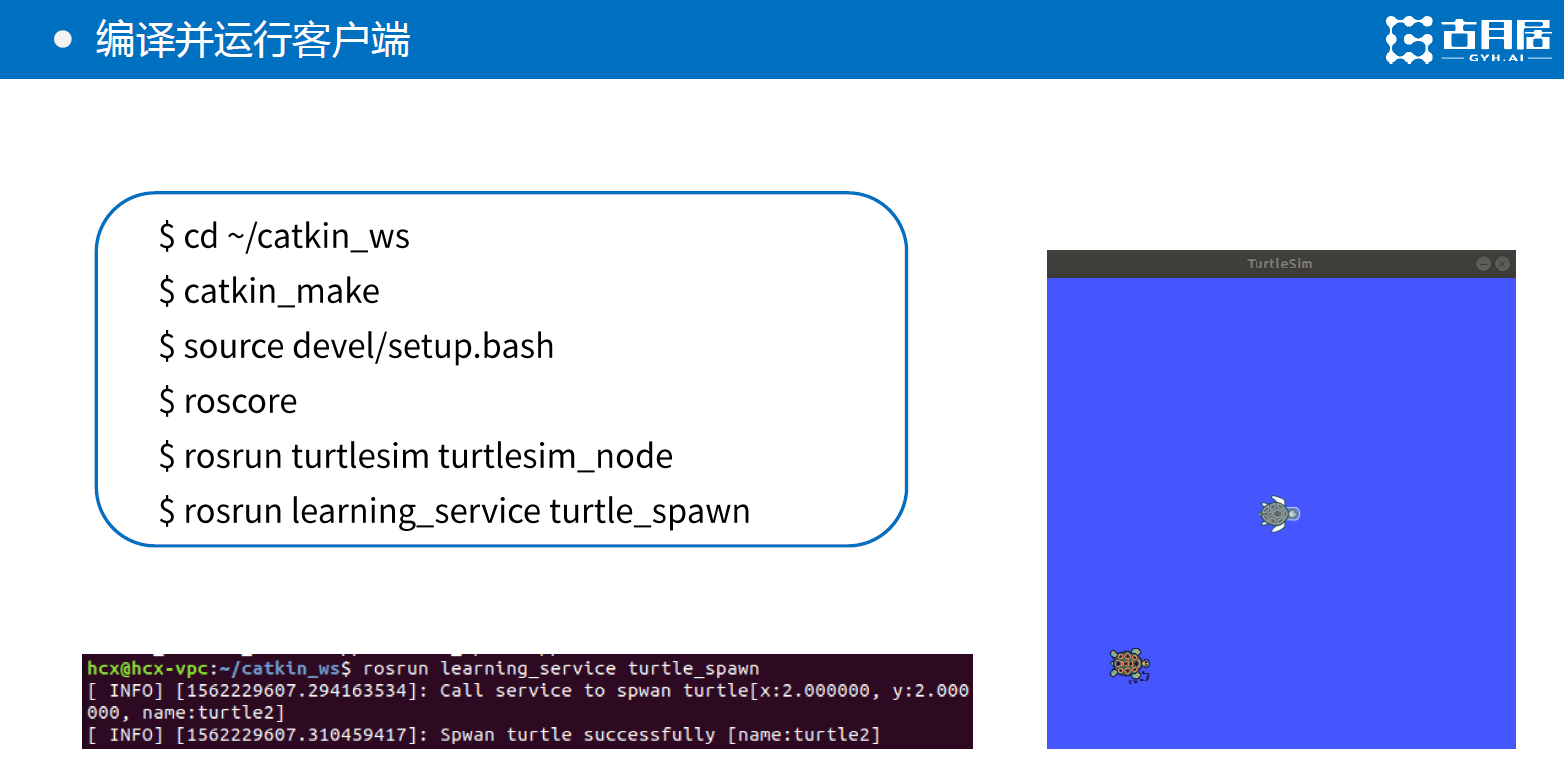 编译并运行客户端
古月居
GYH.AI
$ cd ~/catkin_ws
$ catkin_make
$ source devel/setup.bash
$ roscore
$ rosrun turtlesim turtlesim_node
$ rosrun learning_service turtle_spawn
TurtleSim
hcx@hcx-vpc:~/catkin_ws$ rosrun learning_service turtle_spawn
[ INFO] [1562229607.294163534]: Call service to spwan turtle[x:2.000000, y:2.000
000, name:turtle2]
[ INFO] [1562229607.310459417]: Spwan turtle successfully [name:turtle2]